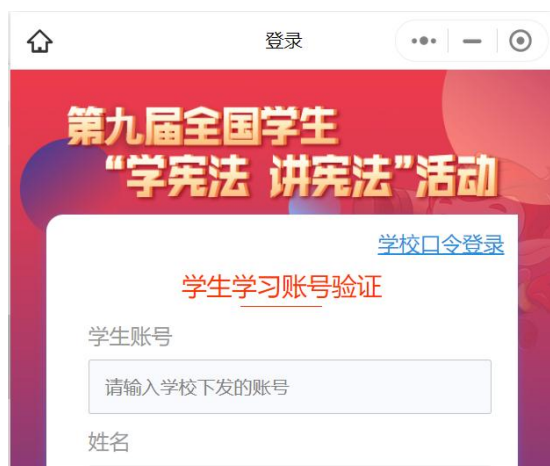 登录
第九届全国学生
“学宪法 讲宪法”活动
学校口令登录
学生学习账号验证
学生账号
请输入学校下发的账号
姓名